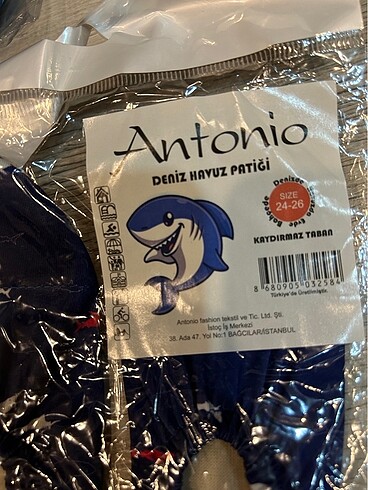 Antonio
DENİZ HAVUZ PATİĞİ
SIZE
24-26
KAYDIRMAZ TABAN
8 680905 032584
Türkiye'de Üretilmiştir.
Antonio fashion tekstil ve Tic. Ltd. Şti.
İstoç İş Merkezi
38. Ada 47. Yol No:1 BAĞCILAR/İSTANBUL